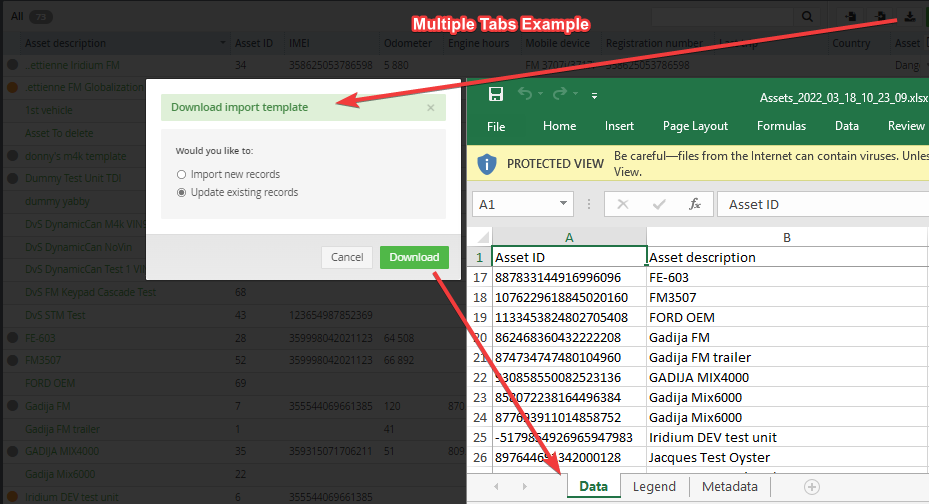 Multiple Tabs Example
All 73
Asset description Asset ID IMEI Odometer Engine hours Mobile device Registration number Country Asset
..ettienne Iridium FM 34 358625053786598 5 880 FM 3707i/3717 358625053786598 Dang
.ettienne FM Globalization
1st vehicle
Asset To delete
donny's m4k template
Dummy Test Unit TDI
dummy yabby
DvS DynamicCan M4k VIN
DvS DynamicCan NoVin
DvS DynamicCan Test 1 VIN
DvS FM Keypad Cascade Test 68
DvS STM Test 43 123654987852369
FE-603 28 359998042021123 64 508
FM3507 52 359998042021123 66 892
FORD OEM 69
Gadija FM 7 355544069661385 120 870
Gadija FM trailer 1 41
GADIJA MIX4000 35 359315071706211 51 809
Gadija Mix6000 22
Iridium DEV test unit 6 355544069661385
Download import template ×
Would you like to:
Import new records
Update existing records
Cancel Download
Assets_2022_03_18_10_23_09.xlsx
File Home Insert Page Layout Formulas Data Review
PROTECTED VIEW Be careful—files from the Internet can contain viruses. Unles
View.
A1 fx Asset ID
A B
1 Asset ID Asset description
17 887833144916996096 FE-603
18 1076229618845020160 FM3507
19 1133453824802705408 FORD OEM
20 862468360432222208 Gadija FM
21 874734747480104960 Gadija FM trailer
22 930858550082523136 GADIJA MIX4000
23 858072238164496384 Gadija Mix6000
24 877693911014858752 Gadija Mix6000
25 -5179854926965947983 Iridium DEV test unit
26 Jacques Test Oyster
Data Legend Metadata